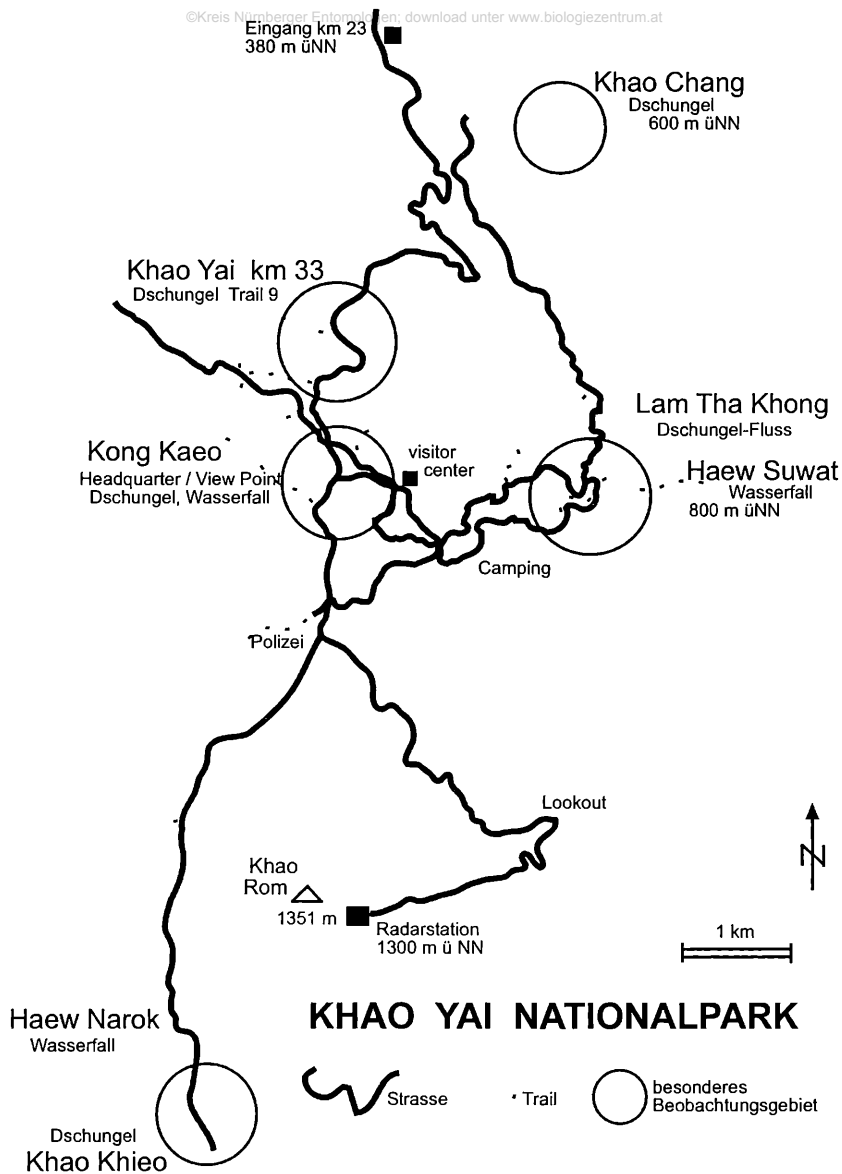 ©Kreis Nürnberger Entomologen; download unter www.biologiezentrum.at
Eingang km 23
380 m üNN
Khao Chang
Dschungel
600 m üNN
Khao Yai km 33
Dschungel Trail 9
Lam Tha Khong
Dschungel-Fluss
Kong Kaeo
Headquarter / View Point
Dschungel, Wasserfall
visitor
center
Haew Suwat
Wasserfall
800 m üNN
Camping
Polizei
Lookout
Khao
Rom
1351 m
Radarstation
1300 m ü NN
N
1 km
Haew Narok
Wasserfall
KHAO YAI NATIONALPARK
Strasse
Trail
besonderes
Beobachtungsgebiet
Dschungel
Khao Khieo